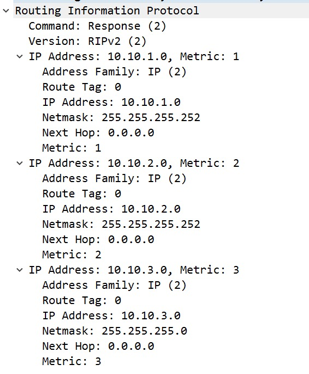 Routing Information Protocol
Command: Response (2)
Version: RIPv2 (2)
IP Address: 10.10.1.0, Metric: 1
Address Family: IP (2)
Route Tag: 0
IP Address: 10.10.1.0
Netmask: 255.255.255.252
Next Hop: 0.0.0.0
Metric: 1
IP Address: 10.10.2.0, Metric: 2
Address Family: IP (2)
Route Tag: 0
IP Address: 10.10.2.0
Netmask: 255.255.255.252
Next Hop: 0.0.0.0
Metric: 2
IP Address: 10.10.3.0, Metric: 3
Address Family: IP (2)
Route Tag: 0
IP Address: 10.10.3.0
Netmask: 255.255.255.0
Next Hop: 0.0.0.0
Metric: 3